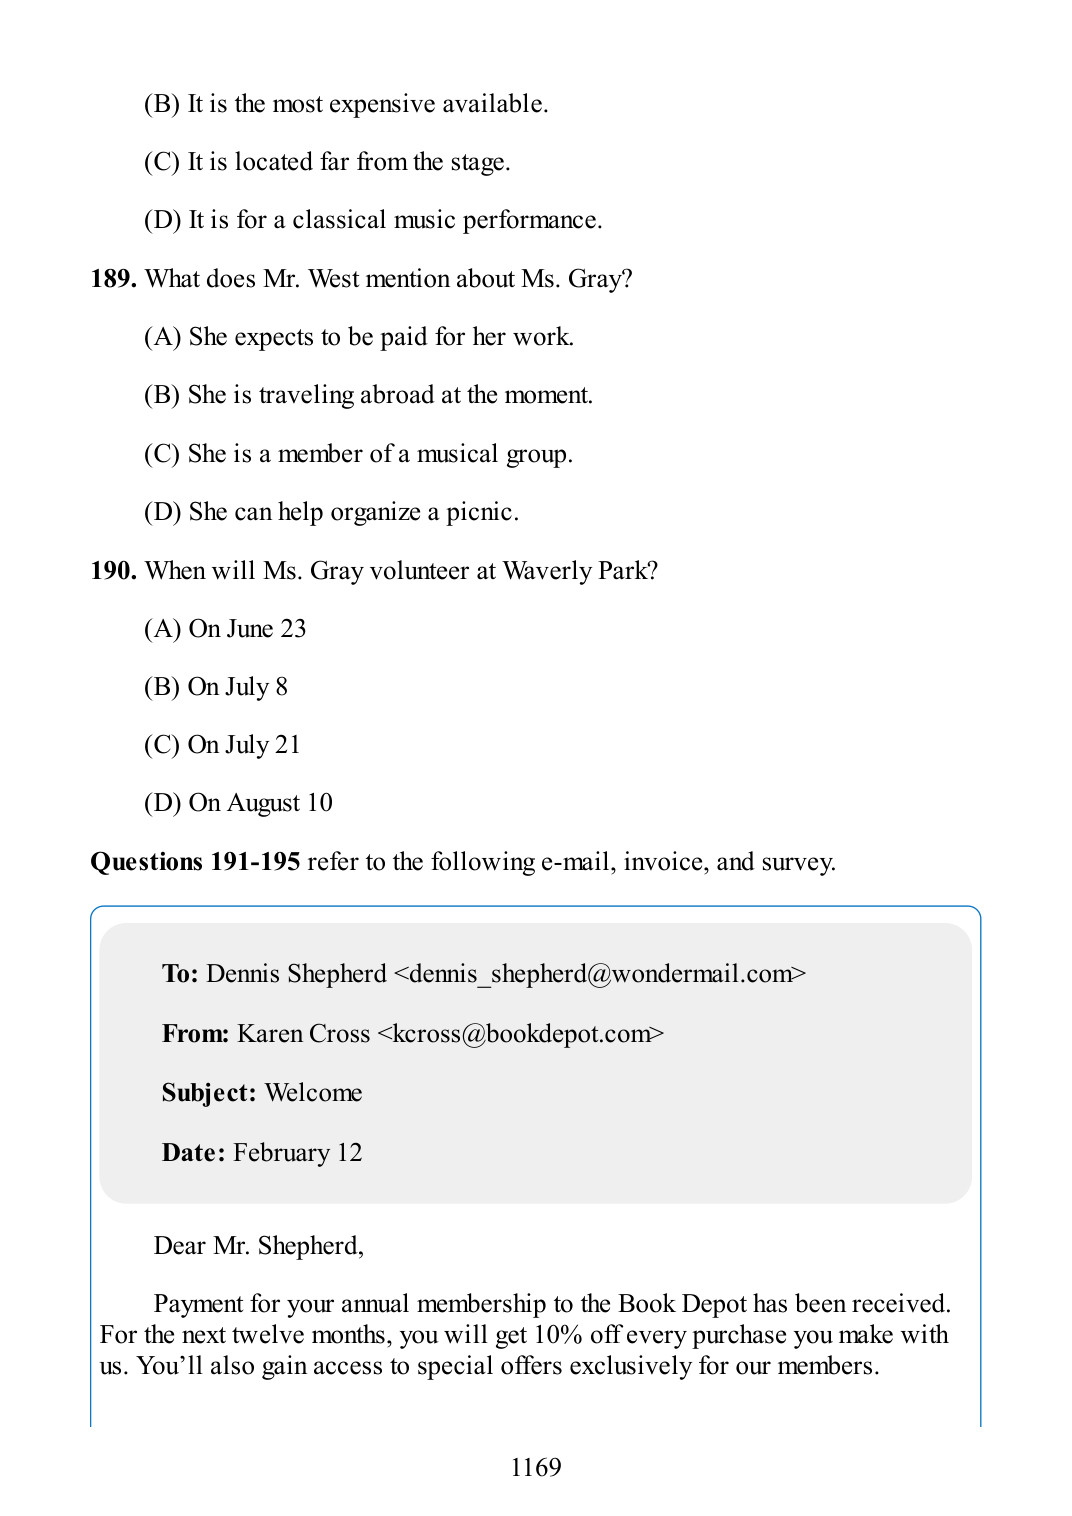 (B) It is the most expensive available.
(C) It is located far from the stage.
(D) It is for a classical music performance.
189. What does Mr. West mention about Ms. Gray?
(A) She expects to be paid for her work.
(B) She is traveling abroad at the moment.
(C) She is a member of a musical group.
(D) She can help organize a picnic.
190. When will Ms. Gray volunteer at Waverly Park?
(A) On June 23
(B) On July 8
(C) On July 21
(D) On August 10
Questions 191-195 refer to the following e-mail, invoice, and survey.
To: Dennis Shepherd <dennis_shepherd@wondermail.com>
From: Karen Cross <kcross@bookdepot.com>
Subject: Welcome
Date: February 12
Dear Mr. Shepherd,
Payment for your annual membership to the Book Depot has been received.
For the next twelve months, you will get 10% off every purchase you make with
us. You’ll also gain access to special offers exclusively for our members.
1169